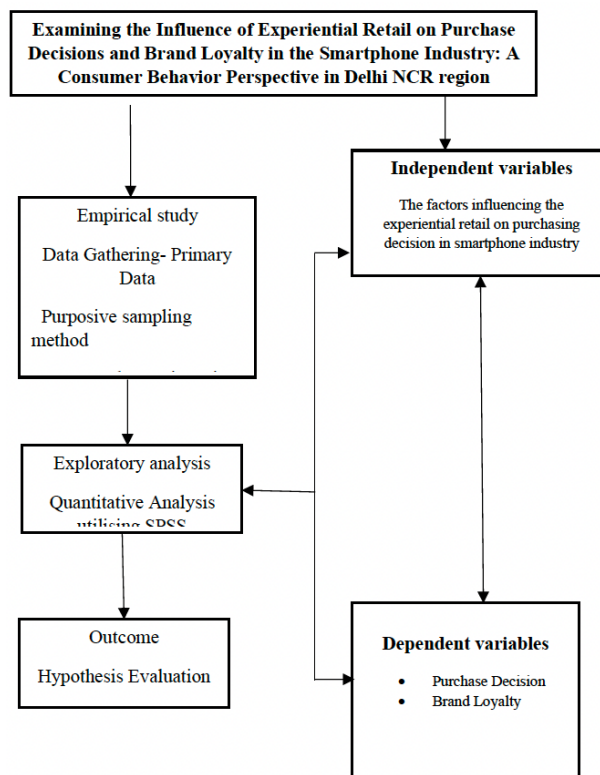 Examining the Influence of Experiential Retail on Purchase
Decisions and Brand Loyalty in the Smartphone Industry: A
Consumer Behavior Perspective in Delhi NCR region
Independent variables
The factors influencing the
experiential retail on purchasing
decision in smartphone industry
Empirical study
Data Gathering- Primary
Data
Purposive sampling
method
Exploratory analysis
Quantitative Analysis
utilising SPSS
Outcome
Hypothesis Evaluation
Dependent variables
• Purchase Decision
• Brand Loyalty